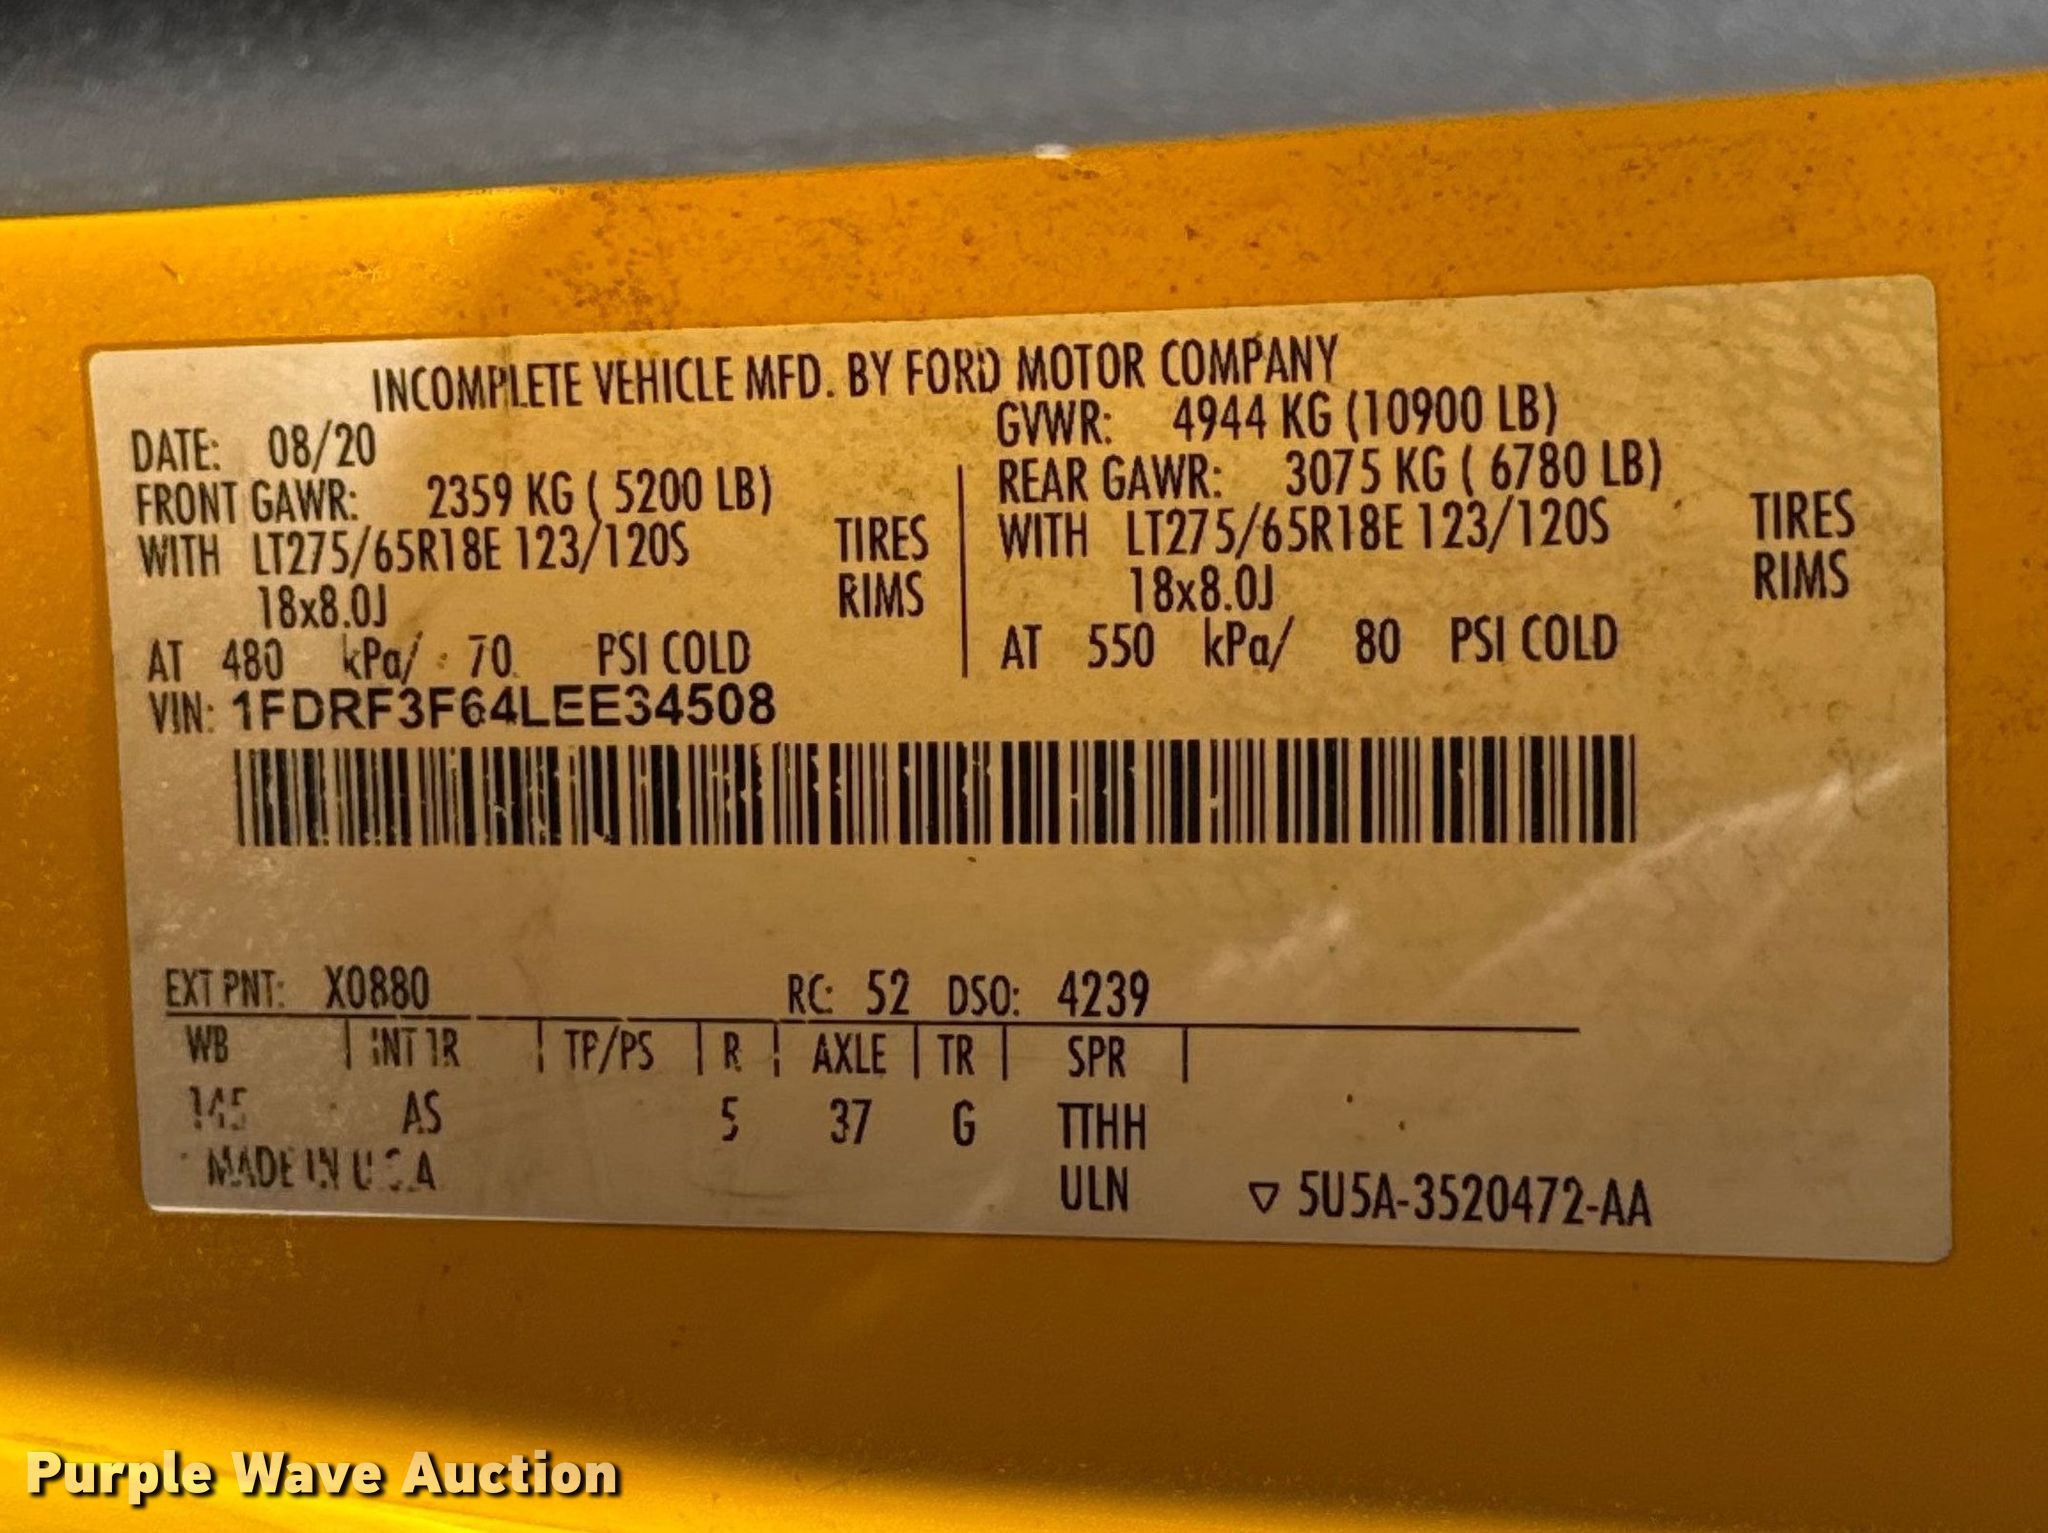 INCOMPLETE VEHICLE MFD. BY FORD MOTOR COMPANY
DATE: 08/20 GVWR: 4944 KG (10900 LB)
FRONT GAWR: 2359 KG ( 5200 LB) REAR GAWR: 3075 KG ( 6780 LB)
WITH LT275/65R18E 123/120S TIRES WITH LT275/65R18E 123/120S TIRES
18x8.0J RIMS 18x8.0J RIMS
AT 480 kPa/ 70 PSI COLD AT 550 kPa/ 80 PSI COLD
VIN: 1FDRF3F64LEE34508
EXT PNT: X0880 RC: 52 DSO: 4239
WB | INT TR | TP/PS | R | AXLE | TR | SPR |
145 AS 5 37 G TTHH
MADE IN U.S.A ULN ▽ 5U5A-3520472-AA
Purple Wave Auction